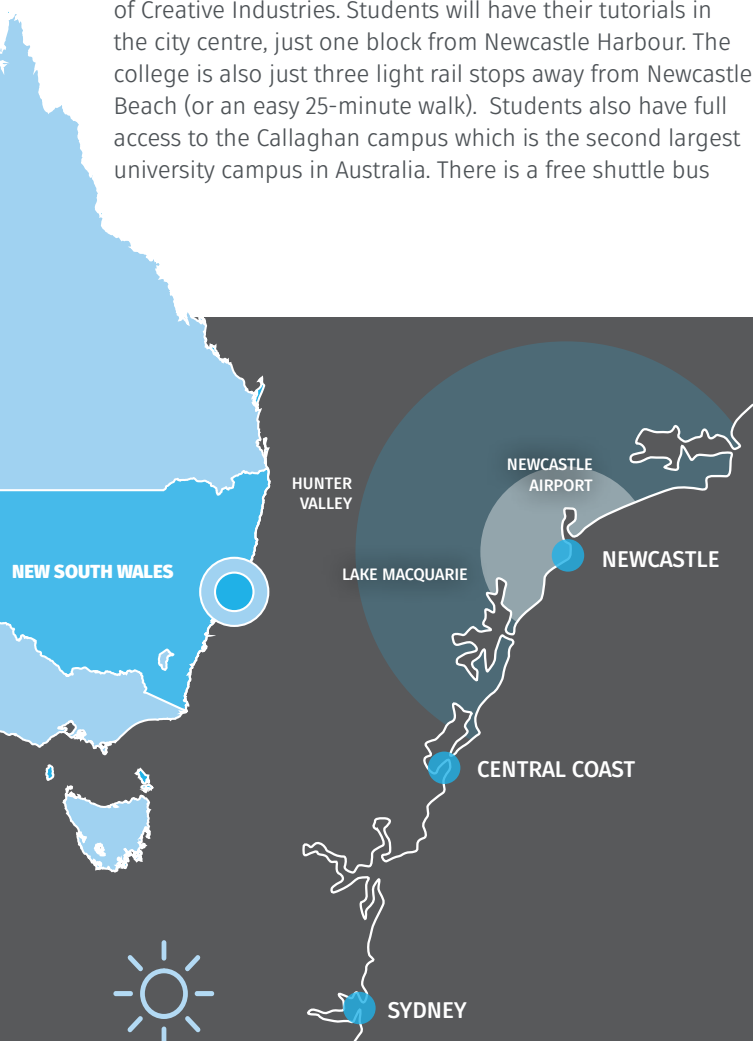 of Creative Industries. Students will have their tutorials in
the city centre, just one block from Newcastle Harbour. The
college is also just three light rail stops away from Newcastle
Beach (or an easy 25-minute walk).  Students also have full
access to the Callaghan campus which is the second largest
university campus in Australia. There is a free shuttle bus
NEWCASTLE
AIRPORT
HUNTER
VALLEY
NEWCASTLE
NEW SOUTH WALES
LAKE MACQUARIE
CENTRAL COAST
SYDNEY